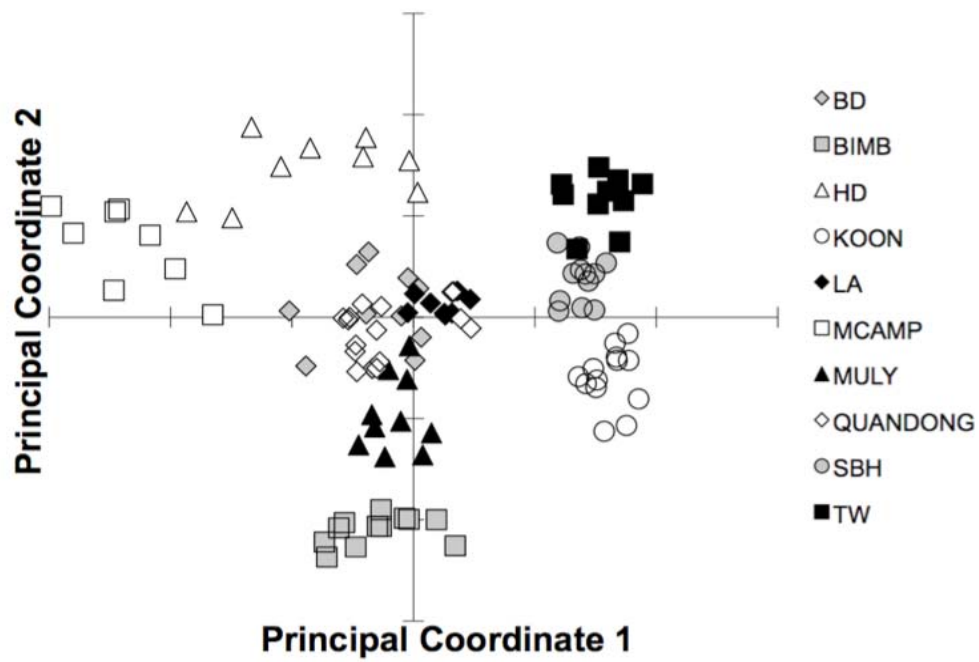 Principal Coordinate 2
BD
BIMB
HD
KOON
LA
MCAMP
MULY
QUANDONG
SBH
TW
Principal Coordinate 1